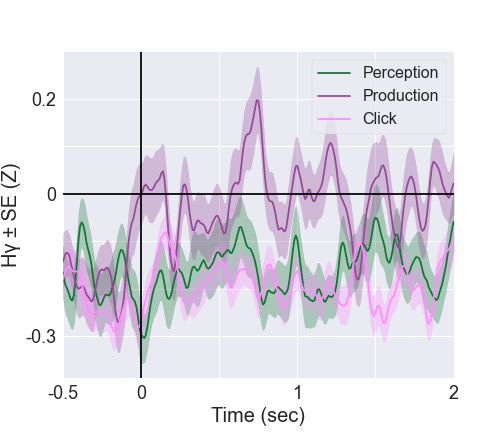 Perception
Production
Click
Hγ ± SE (Z)
0.2
0
-0.3
-0.5
0
1
2
Time (sec)